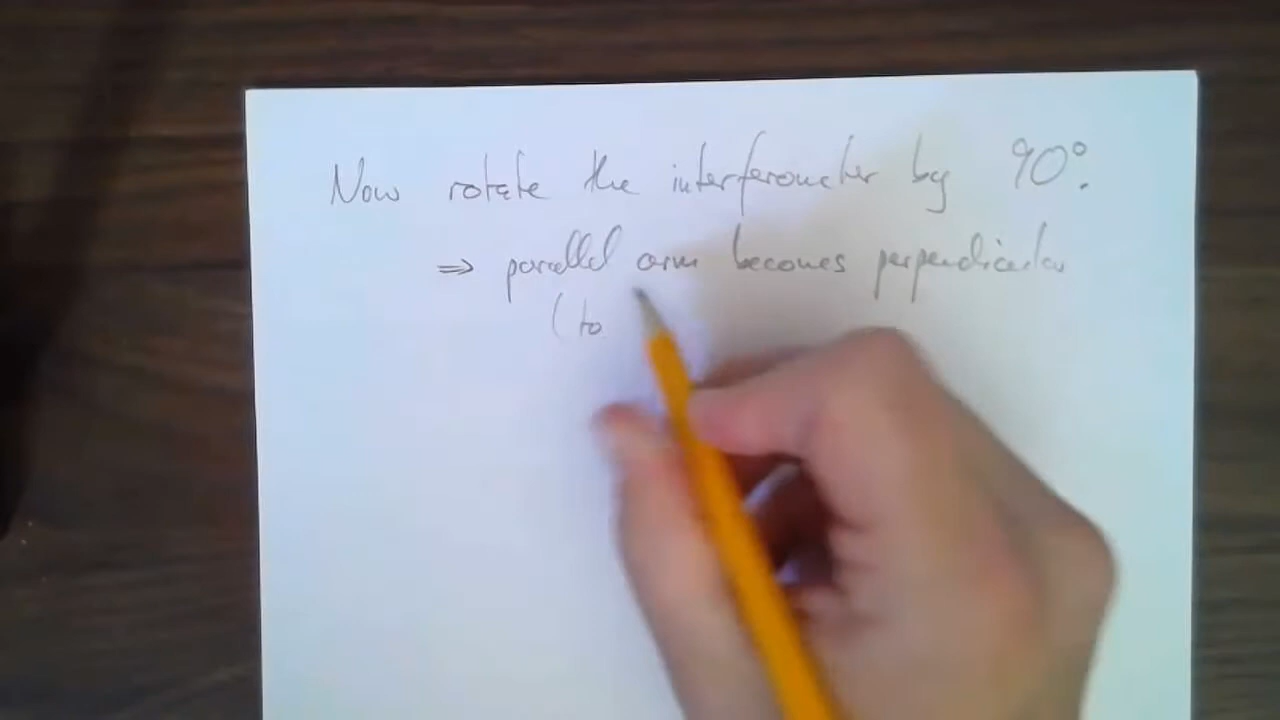 Now rotate the interferometer by 90°.
⇒ parallel arm becomes perpendicular
(to